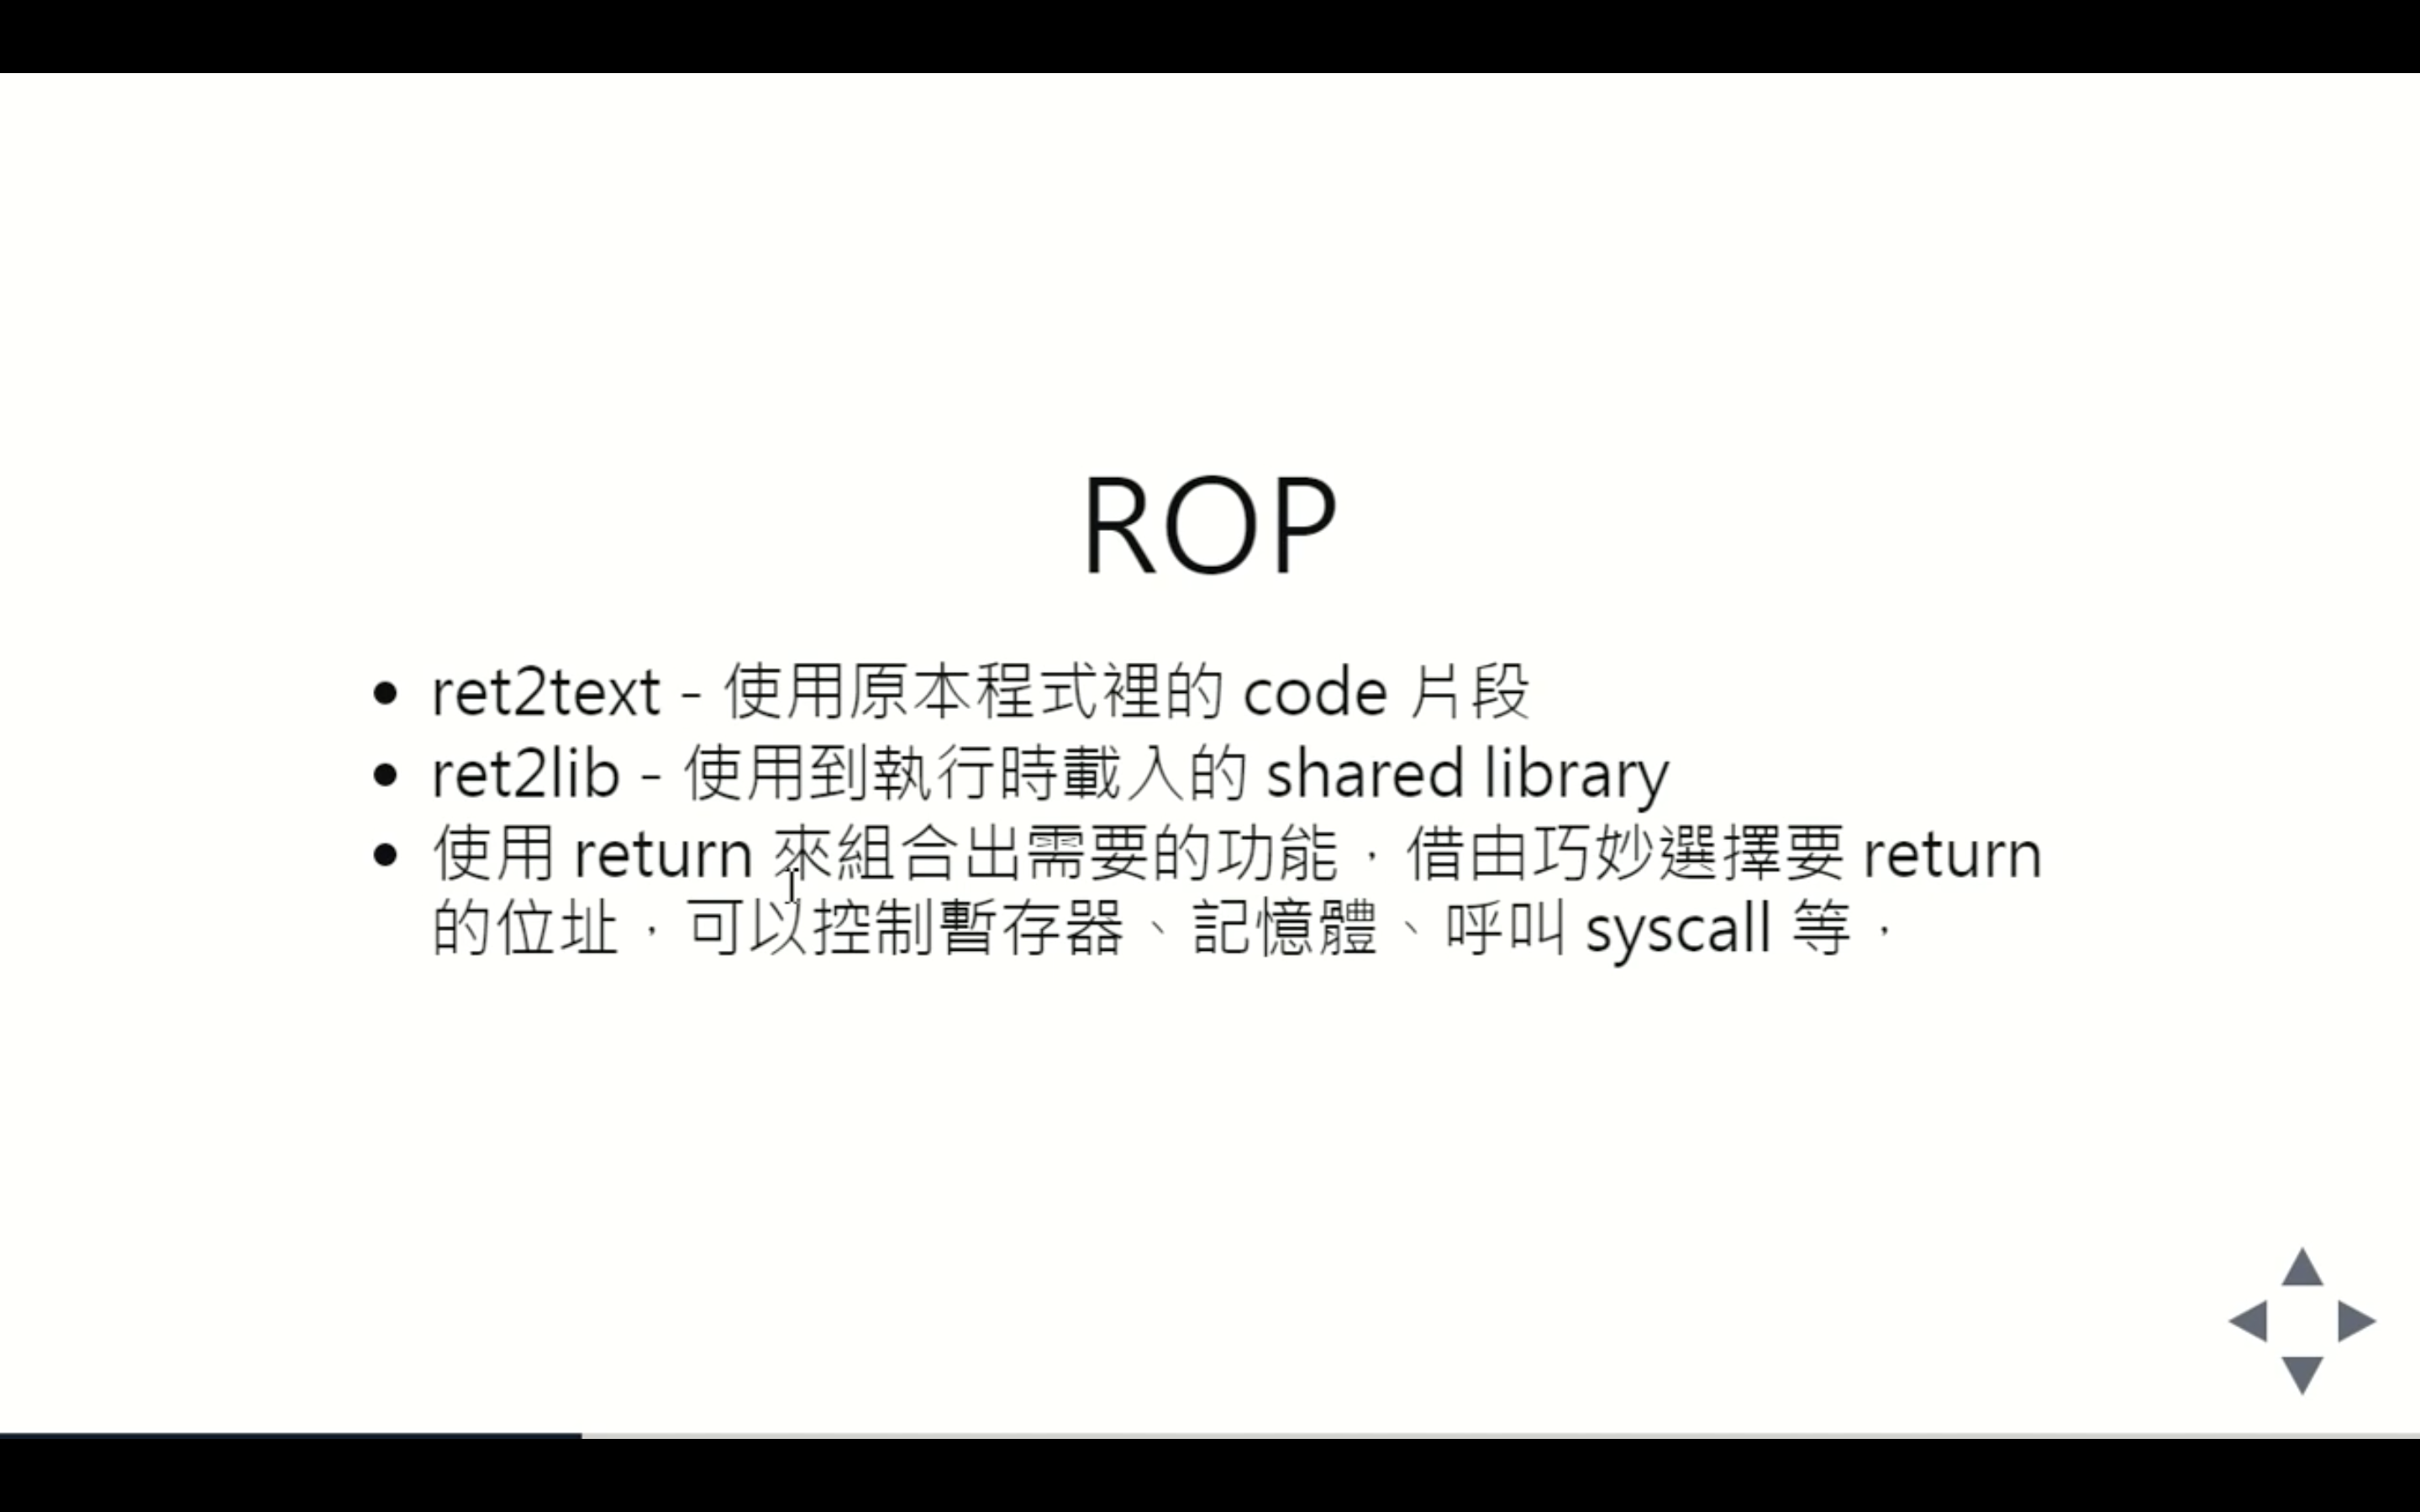 ROP
ret2text - 使用原本程式裡的 code 片段
ret2lib - 使用到執行時載入的 shared library
使用 return 來組合出需要的功能，借由巧妙選擇要 return
的位址，可以控制暫存器、記憶體、呼叫 syscall 等，